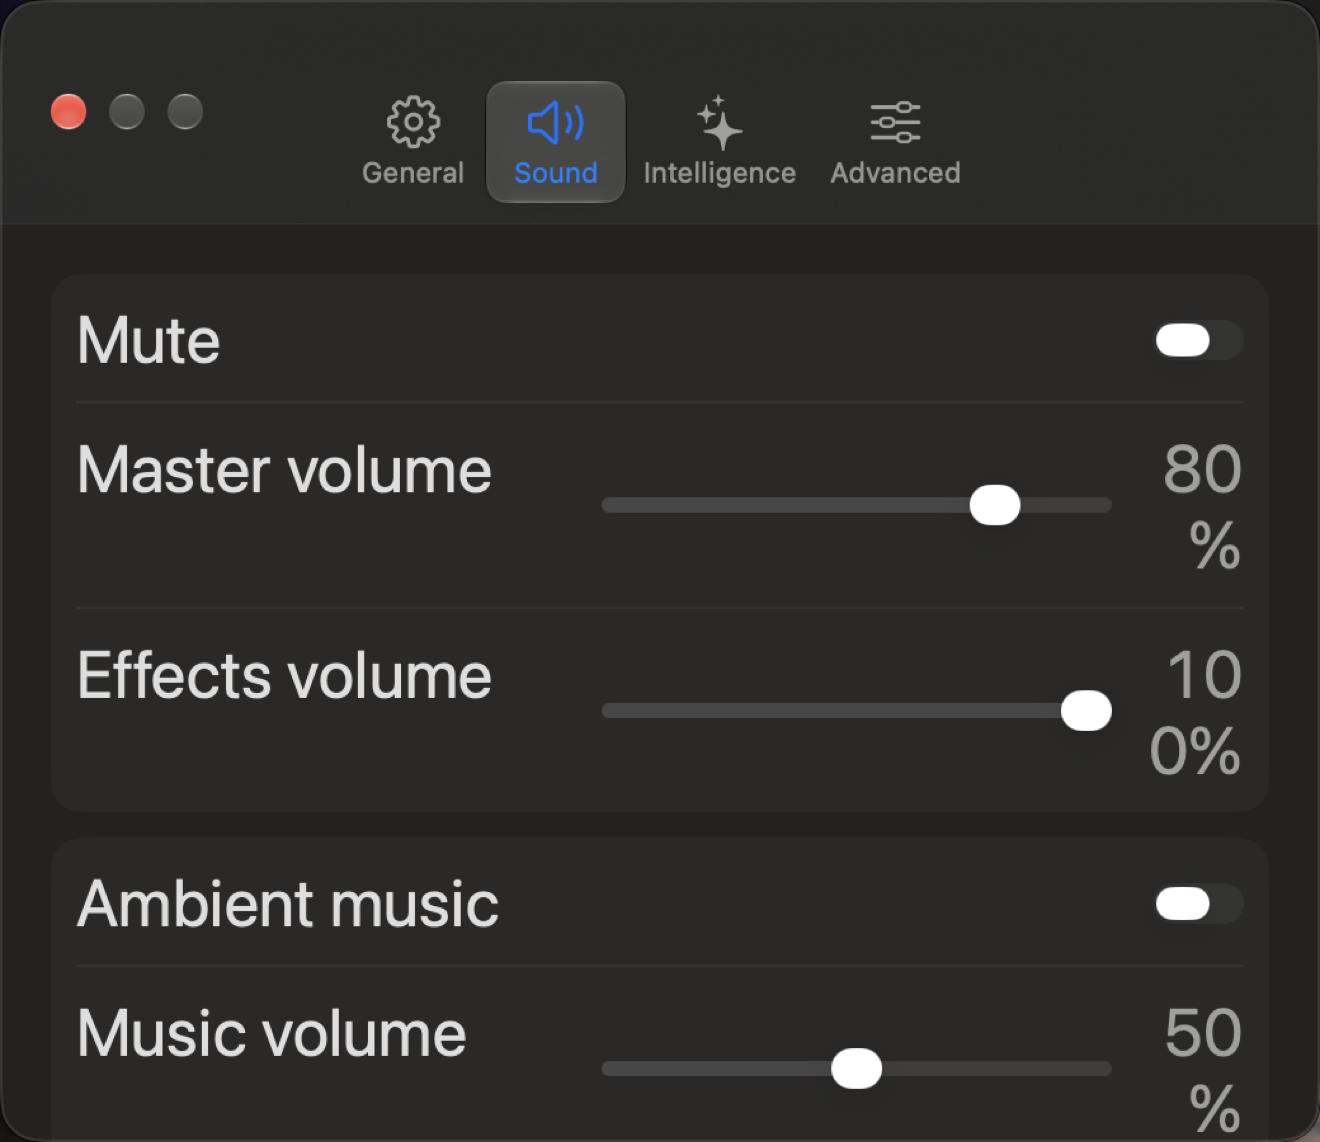 General
Sound
Intelligence
Advanced
Mute
Master volume
80
%
Effects volume
10
0%
Ambient music
Music volume
50
%